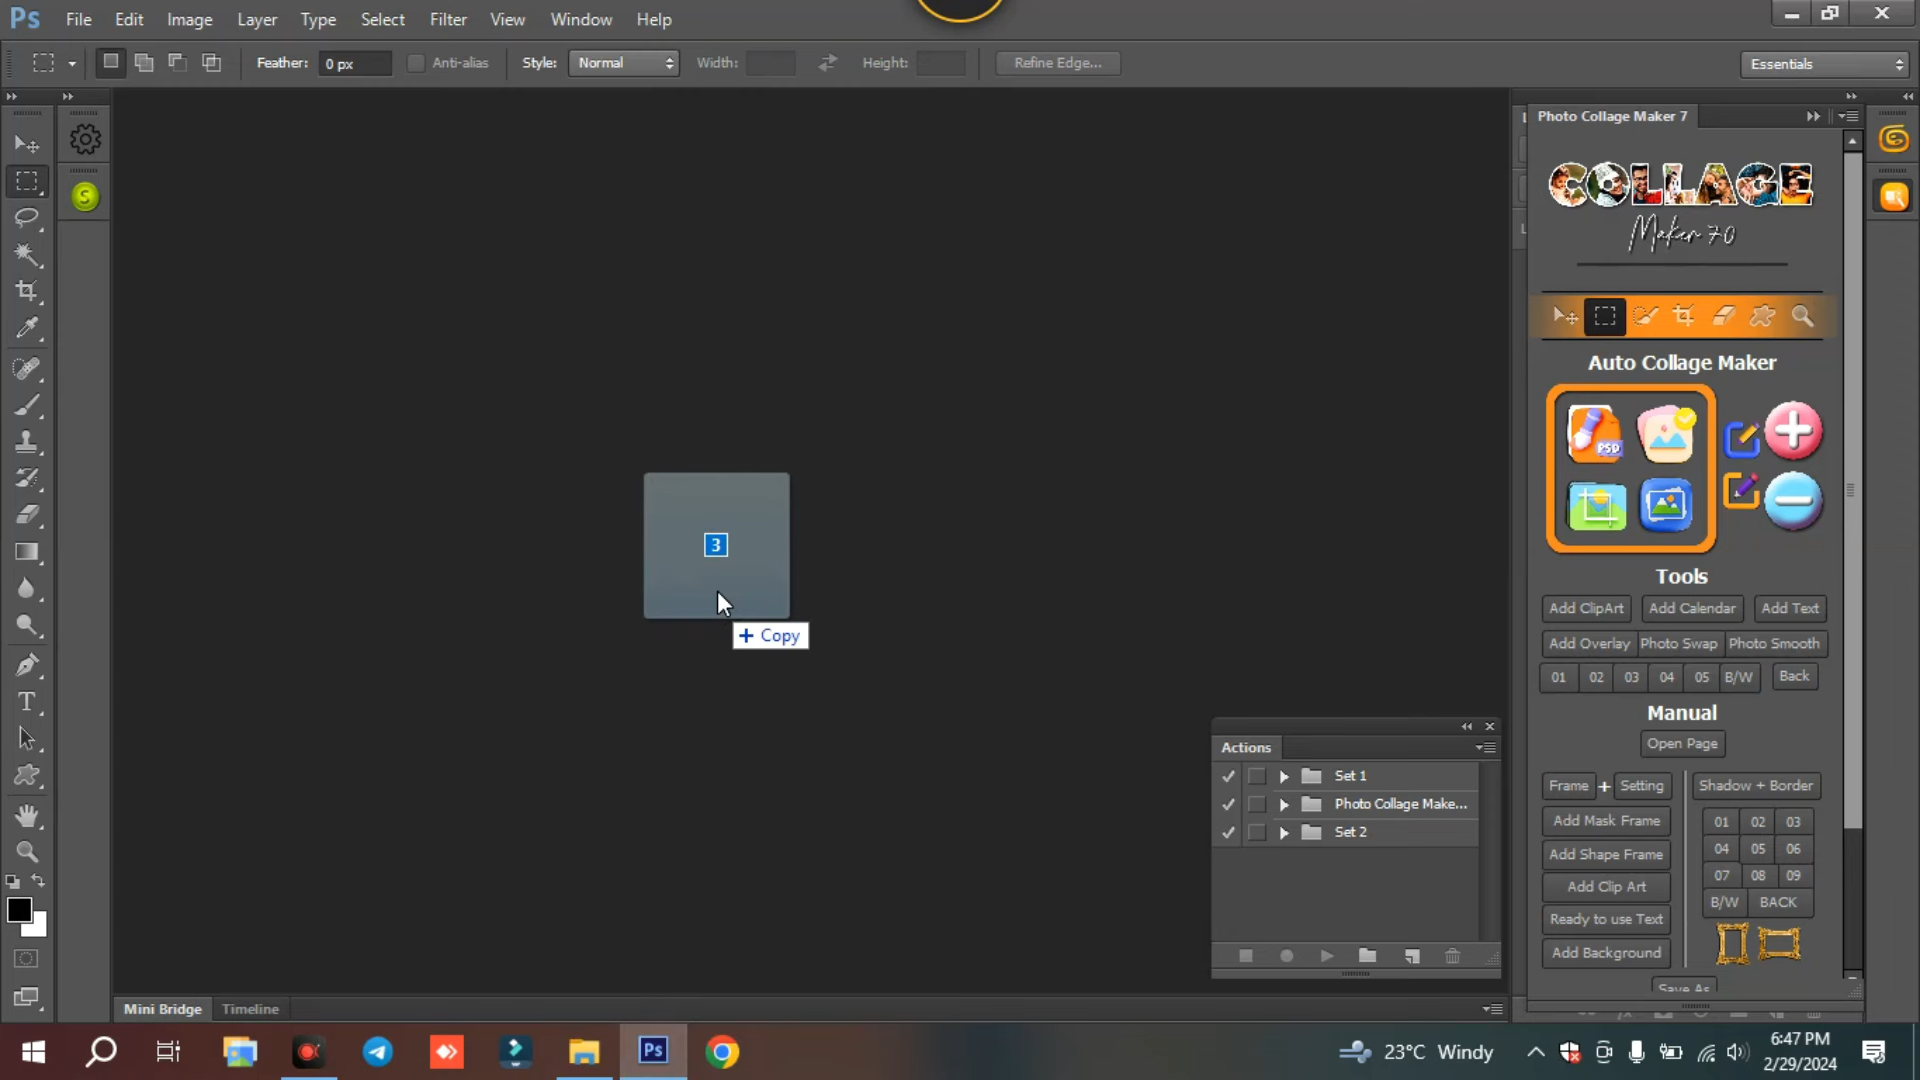 Ps File Edit Image Layer Type Select Filter View Window Help
Feather: 0 px Anti-alias Style: Normal Width: Height: Refine Edge... Essentials
Photo Collage Maker 7
COLLAGE
Maker 7.0
S
Auto Collage Maker
PSD
3
+ Copy
Tools
Add ClipArt Add Calendar Add Text
Add Overlay Photo Swap Photo Smooth
01 02 03 04 05 B/W Back
Manual
Open Page
Frame + Setting Shadow + Border
Add Mask Frame
Add Shape Frame
Add Clip Art
Ready to use Text
Add Background
01 02 03
04 05 06
07 08 09
B/W BACK
Save As
Actions
Set 1
Photo Collage Make...
Set 2
Mini Bridge Timeline
Ps
23°C Windy
6:47 PM
2/29/2024